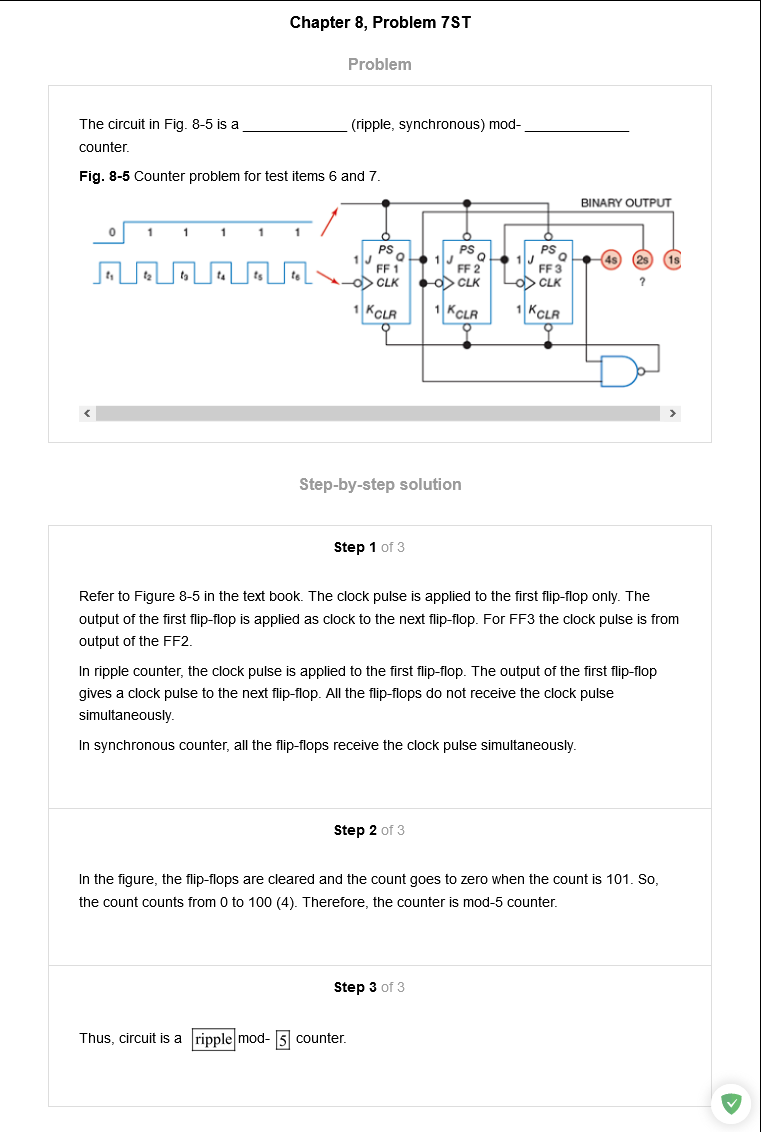 Chapter 8, Problem 7ST
Problem
The circuit in Fig. 8-5 is a ______________ (ripple, synchronous) mod- ______________
counter.
Fig. 8-5 Counter problem for test items 6 and 7.
BINARY OUTPUT
0 1 1 1 1 1
t1 t2 t3 t4 t5 t6
PS PS PS
1 J Q 1 J Q 1 J Q 4s 2s 1s
FF 1 FF 2 FF 3
CLK CLK CLK ?
1 K CLR 1 K CLR 1 K CLR
Step-by-step solution
Step 1 of 3
Refer to Figure 8-5 in the text book. The clock pulse is applied to the first flip-flop only. The
output of the first flip-flop is applied as clock to the next flip-flop. For FF3 the clock pulse is from
output of the FF2.
In ripple counter, the clock pulse is applied to the first flip-flop. The output of the first flip-flop
gives a clock pulse to the next flip-flop. All the flip-flops do not receive the clock pulse
simultaneously.
In synchronous counter, all the flip-flops receive the clock pulse simultaneously.
Step 2 of 3
In the figure, the flip-flops are cleared and the count goes to zero when the count is 101. So,
the count counts from 0 to 100 (4). Therefore, the counter is mod-5 counter.
Step 3 of 3
Thus, circuit is a ripple mod- 5 counter.